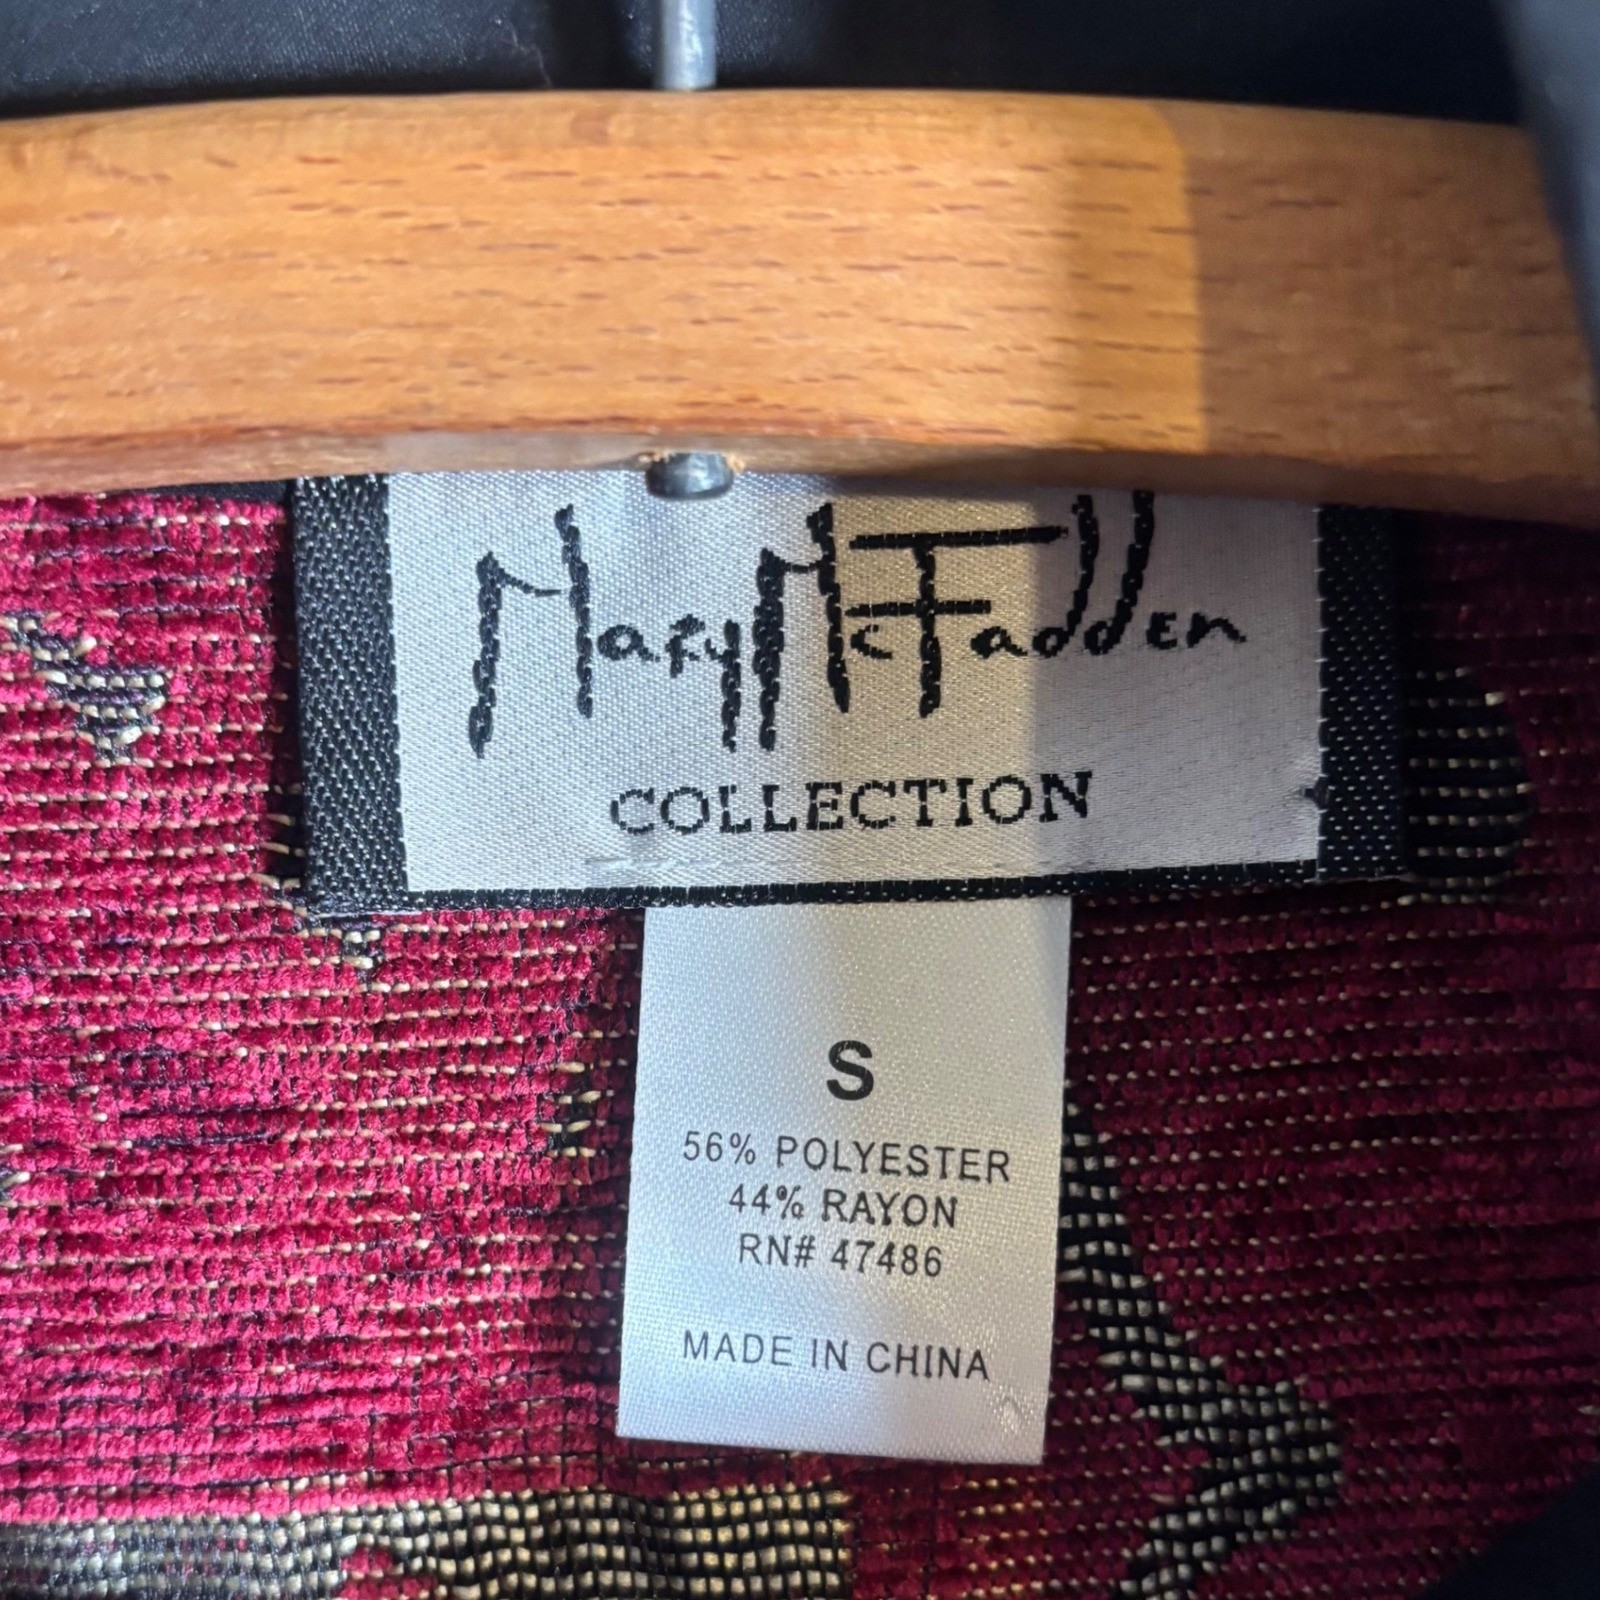 Mary McFadden
COLLECTION
S
56% POLYESTER
44% RAYON
RN# 47486
MADE IN CHINA